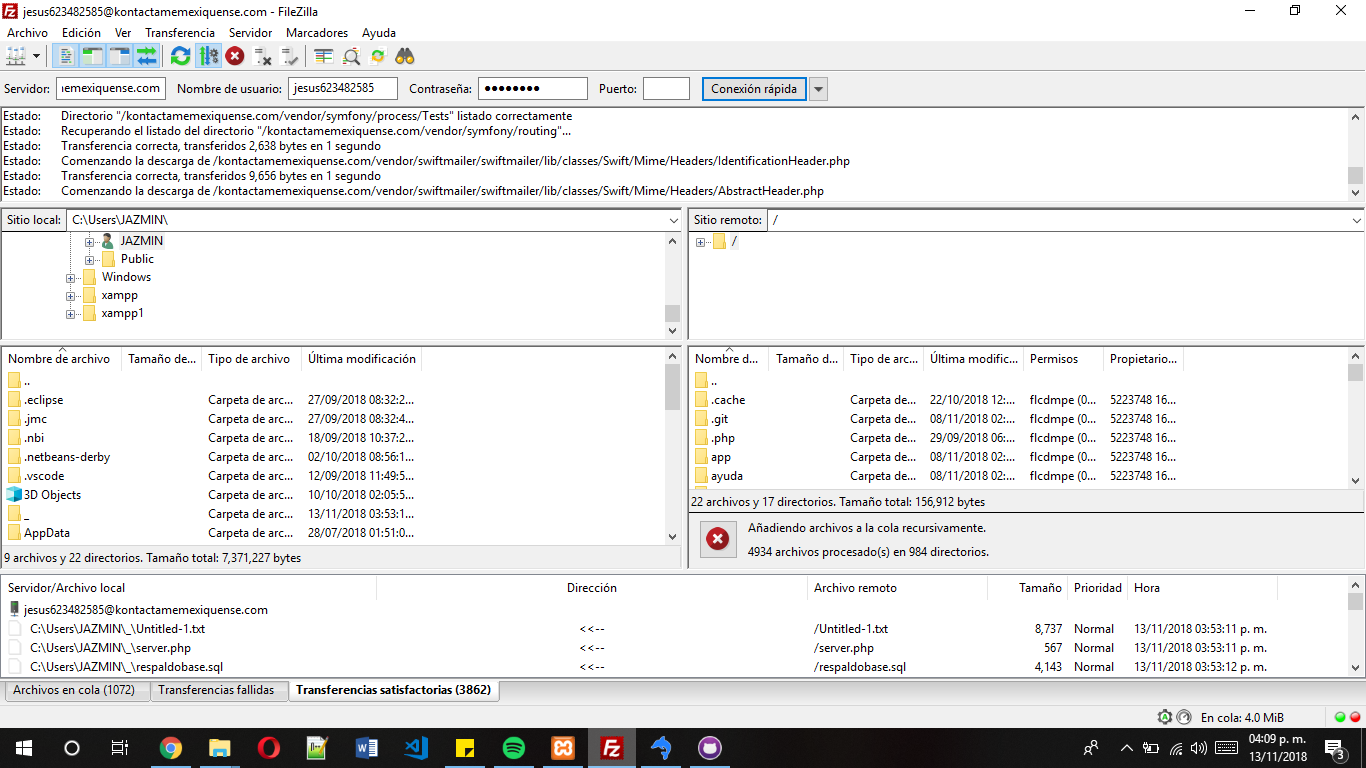 jesus623482585@kontactamemexiquense.com - FileZilla
Archivo Edición Ver Transferencia Servidor Marcadores Ayuda
Servidor: emexiquense.com Nombre de usuario: jesus623482585 Contraseña: ●●●●●●●● Puerto: Conexión rápida
Estado: Directorio "/kontactamemexiquense.com/vendor/symfony/process/Tests" listado correctamente
Estado: Recuperando el listado del directorio "/kontactamemexiquense.com/vendor/symfony/routing"...
Estado: Transferencia correcta, transferidos 2,638 bytes en 1 segundo
Estado: Comenzando la descarga de /kontactamemexiquense.com/vendor/swiftmailer/swiftmailer/lib/classes/Swift/Mime/Headers/IdentificationHeader.php
Estado: Transferencia correcta, transferidos 9,656 bytes en 1 segundo
Estado: Comenzando la descarga de /kontactamemexiquense.com/vendor/swiftmailer/swiftmailer/lib/classes/Swift/Mime/Headers/AbstractHeader.php
Sitio local: C:\Users\JAZMIN\
JAZMIN
Public
Windows
xampp
xampp1
Nombre de archivo Tamaño de... Tipo de archivo Última modificación
..
.eclipse Carpeta de arc... 27/09/2018 08:32:2...
.jmc Carpeta de arc... 27/09/2018 08:32:4...
.nbi Carpeta de arc... 18/09/2018 10:37:2...
.netbeans-derby Carpeta de arc... 02/10/2018 08:56:1...
.vscode Carpeta de arc... 12/09/2018 11:49:5...
3D Objects Carpeta de arc... 10/10/2018 02:05:5...
_ Carpeta de arc... 13/11/2018 03:53:1...
AppData Carpeta de arc... 28/07/2018 01:51:0...
9 archivos y 22 directorios. Tamaño total: 7,371,227 bytes
Sitio remoto: /
/
Nombre d... Tamaño d... Tipo de arc... Última modific... Permisos Propietario...
..
.cache Carpeta de... 22/10/2018 12:... flcdmpe (0... 5223748 16...
.git Carpeta de... 08/11/2018 02:... flcdmpe (0... 5223748 16...
.php Carpeta de... 29/09/2018 06:... flcdmpe (0... 5223748 16...
app Carpeta de... 08/11/2018 02:... flcdmpe (0... 5223748 16...
ayuda Carpeta de... 08/11/2018 02:... flcdmpe (0... 5223748 16...
22 archivos y 17 directorios. Tamaño total: 156,912 bytes
Añadiendo archivos a la cola recursivamente.
4934 archivos procesado(s) en 984 directorios.
Servidor/Archivo local Dirección Archivo remoto Tamaño Prioridad Hora
jesus623482585@kontactamemexiquense.com
C:\Users\JAZMIN\_\Untitled-1.txt <<-- /Untitled-1.txt 8,737 Normal 13/11/2018 03:53:11 p. m.
C:\Users\JAZMIN\_\server.php <<-- /server.php 567 Normal 13/11/2018 03:53:11 p. m.
C:\Users\JAZMIN\_\respaldobase.sql <<-- /respaldobase.sql 4,143 Normal 13/11/2018 03:53:12 p. m.
Archivos en cola (1072) Transferencias fallidas Transferencias satisfactorias (3862)
En cola: 4.0 MiB
04:09 p. m.
13/11/2018
3